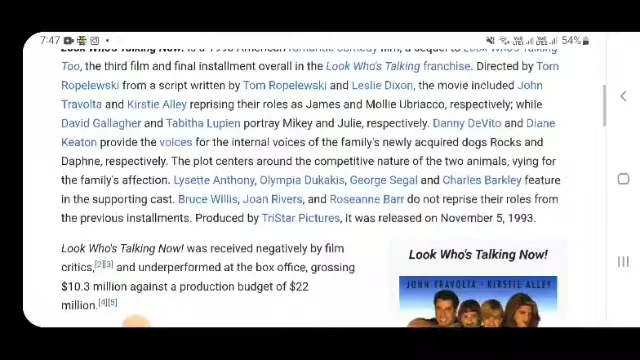 7:47 54%
Look Who's Talking Now! is a 1993 American romantic comedy film, a sequel to Look Who's Talking
Too, the third film and final installment overall in the Look Who's Talking franchise. Directed by Tom
Ropelewski from a script written by Tom Ropelewski and Leslie Dixon, the movie included John
Travolta and Kirstie Alley reprising their roles as James and Mollie Ubriacco, respectively; while
David Gallagher and Tabitha Lupien portray Mikey and Julie, respectively. Danny DeVito and Diane
Keaton provide the voices for the internal voices of the family's newly acquired dogs Rocks and
Daphne, respectively. The plot centers around the competitive nature of the two animals, vying for
the family's affection. Lysette Anthony, Olympia Dukakis, George Segal and Charles Barkley feature
in the supporting cast. Bruce Willis, Joan Rivers, and Roseanne Barr do not reprise their roles from
the previous installments. Produced by TriStar Pictures, it was released on November 5, 1993.
Look Who's Talking Now! was received negatively by film
critics,[2][3] and underperformed at the box office, grossing
$10.3 million against a production budget of $22
million.[4][5]
Look Who's Talking Now!
JOHN TRAVOLTA · KIRSTIE ALLEY